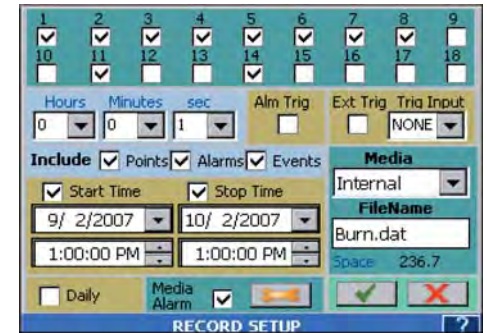 1 2 3 4 5 6 7 8 9
10 11 12 13 14 15 16 17 18
Hours Minutes sec Alm Trig Ext Trig Trig Input
0 0 1 NONE
Include Points Alarms Events
Media
Internal
Start Time Stop Time
FileName
9/ 2/2007 10/ 2/2007
Burn.dat
1:00:00 PM 1:00:00 PM
Space 236.7
Daily Media Alarm
RECORD SETUP ?